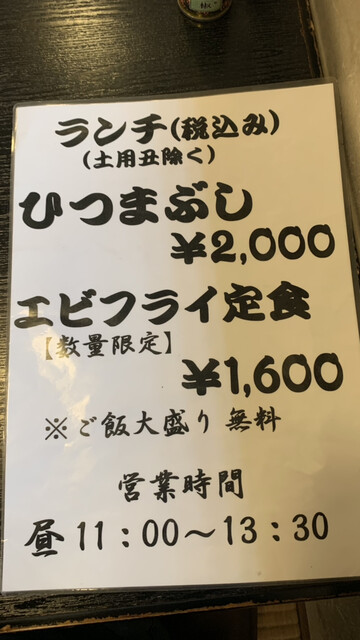 ランチ(税込み)
(土用丑除く)
ひつまぶし
¥2,000
エビフライ定食
【数量限定】
¥1,600
※ご飯大盛り無料
営業時間
昼11:00〜13:30